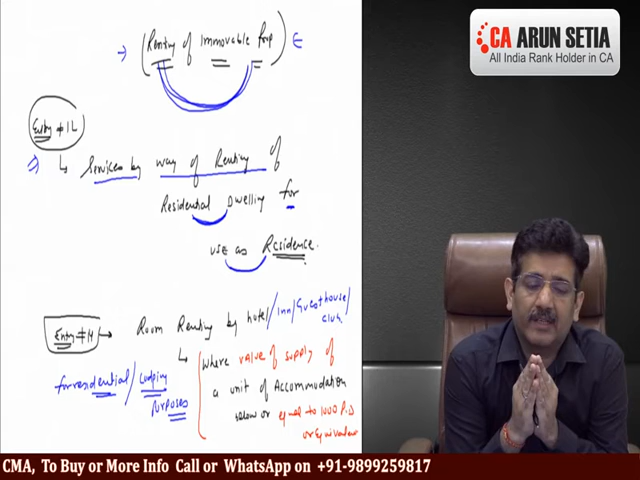 → (Renting of Immovable Prop) ∈
CA ARUN SETIA
All India Rank Holder in CA
Entry # 12
⇒ ↳ Services by way of Renting of
Residential Dwelling for
use as Residence.
Entry # 14 → Room Renting by hotel/Inn/Guesthouse/
club
for residential/Lodging
Purposes
↳ Where value of supply of
a unit of Accommodation
below or equal to 1000 P.D
or Equivalent
CMA, To Buy or More Info Call or WhatsApp on +91-9899259817